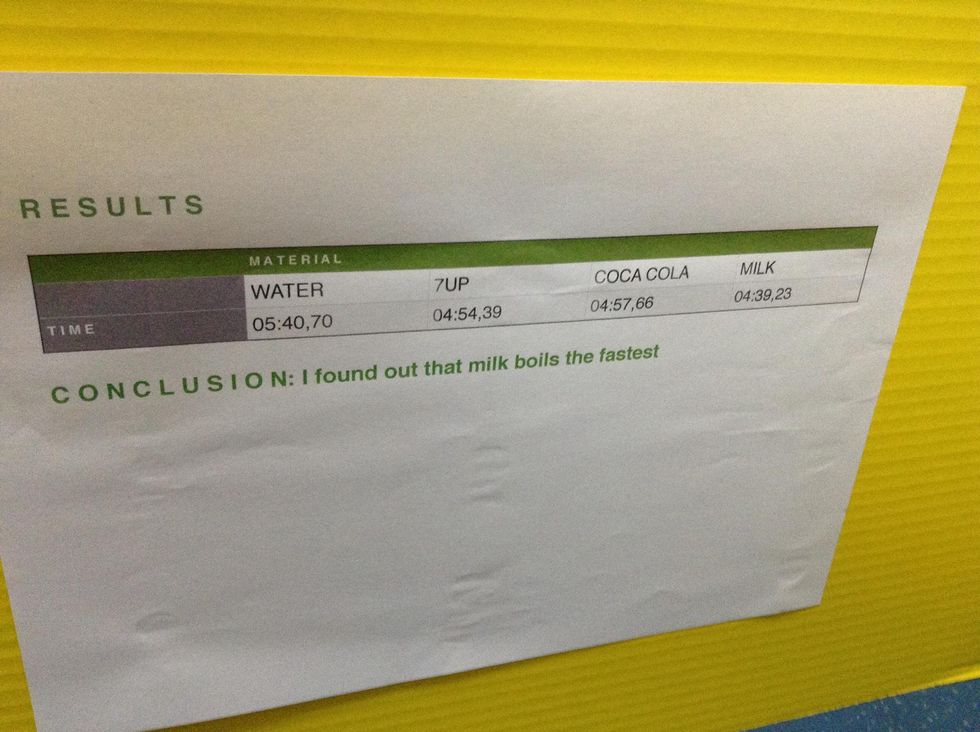 RESULTS
MATERIAL
WATER 7UP COCA COLA MILK
TIME 05:40,70 04:54,39 04:57,66 04:39,23
CONCLUSION: I found out that milk boils the fastest